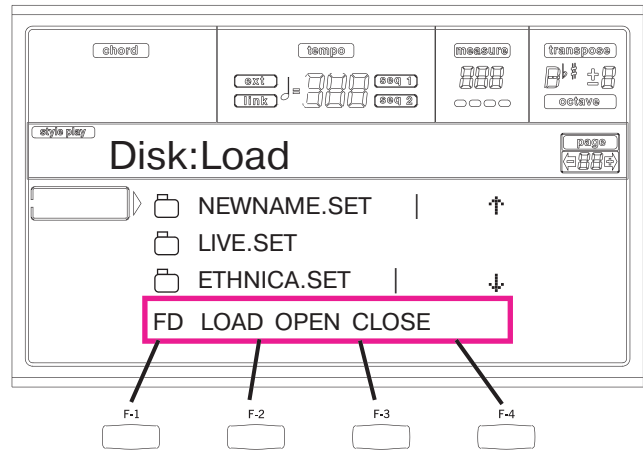 chord tempo measure transpose
ext seq 1
link seq 2
octave
style play
page
Disk:Load
NEWNAME.SET
LIVE.SET
ETHNICA.SET
FD LOAD OPEN CLOSE
F-1 F-2 F-3 F-4